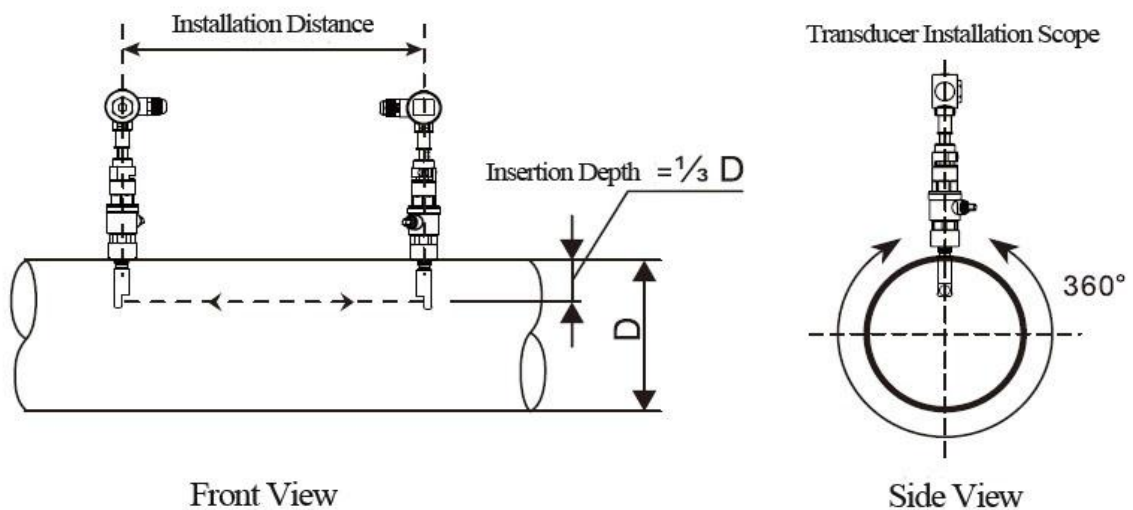 Installation Distance
Transducer Installation Scope
Insertion Depth =⅓ D
D
360°
Front View
Side View